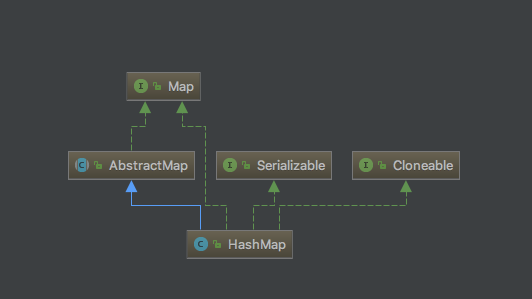 I Map
C AbstractMap
I Serializable
I Cloneable
C HashMap